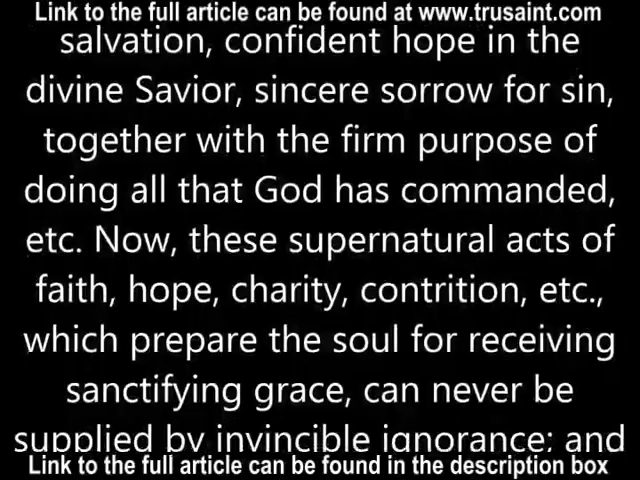 Link to the full article can be found at www.trusaint.com
salvation, confident hope in the
divine Savior, sincere sorrow for sin,
together with the firm purpose of
doing all that God has commanded,
etc. Now, these supernatural acts of
faith, hope, charity, contrition, etc.,
which prepare the soul for receiving
sanctifying grace, can never be
supplied by invincible ignorance; and
Link to the full article can be found in the description box